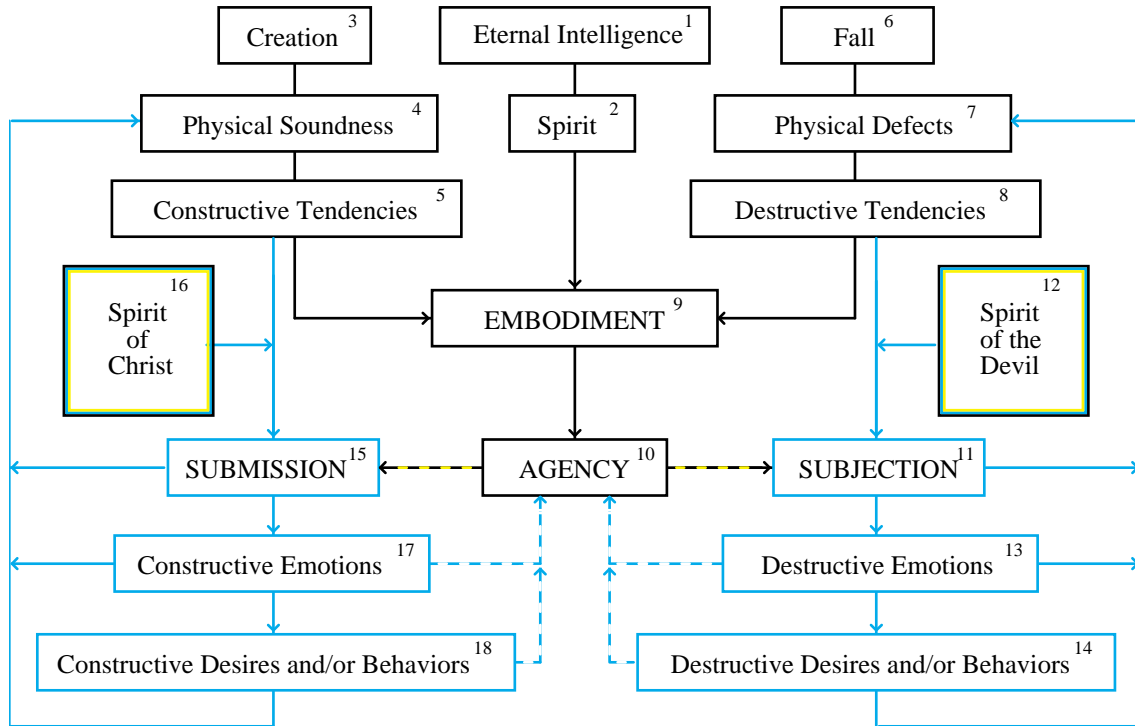 Creation 3
Eternal Intelligence 1
Fall 6
Physical Soundness 4
Spirit 2
Physical Defects 7
Constructive Tendencies 5
Destructive Tendencies 8
16
Spirit
of
Christ
EMBODIMENT 9
12
Spirit
of the
Devil
SUBMISSION 15
AGENCY 10
SUBJECTION 11
Constructive Emotions 17
Destructive Emotions 13
Constructive Desires and/or Behaviors 18
Destructive Desires and/or Behaviors 14